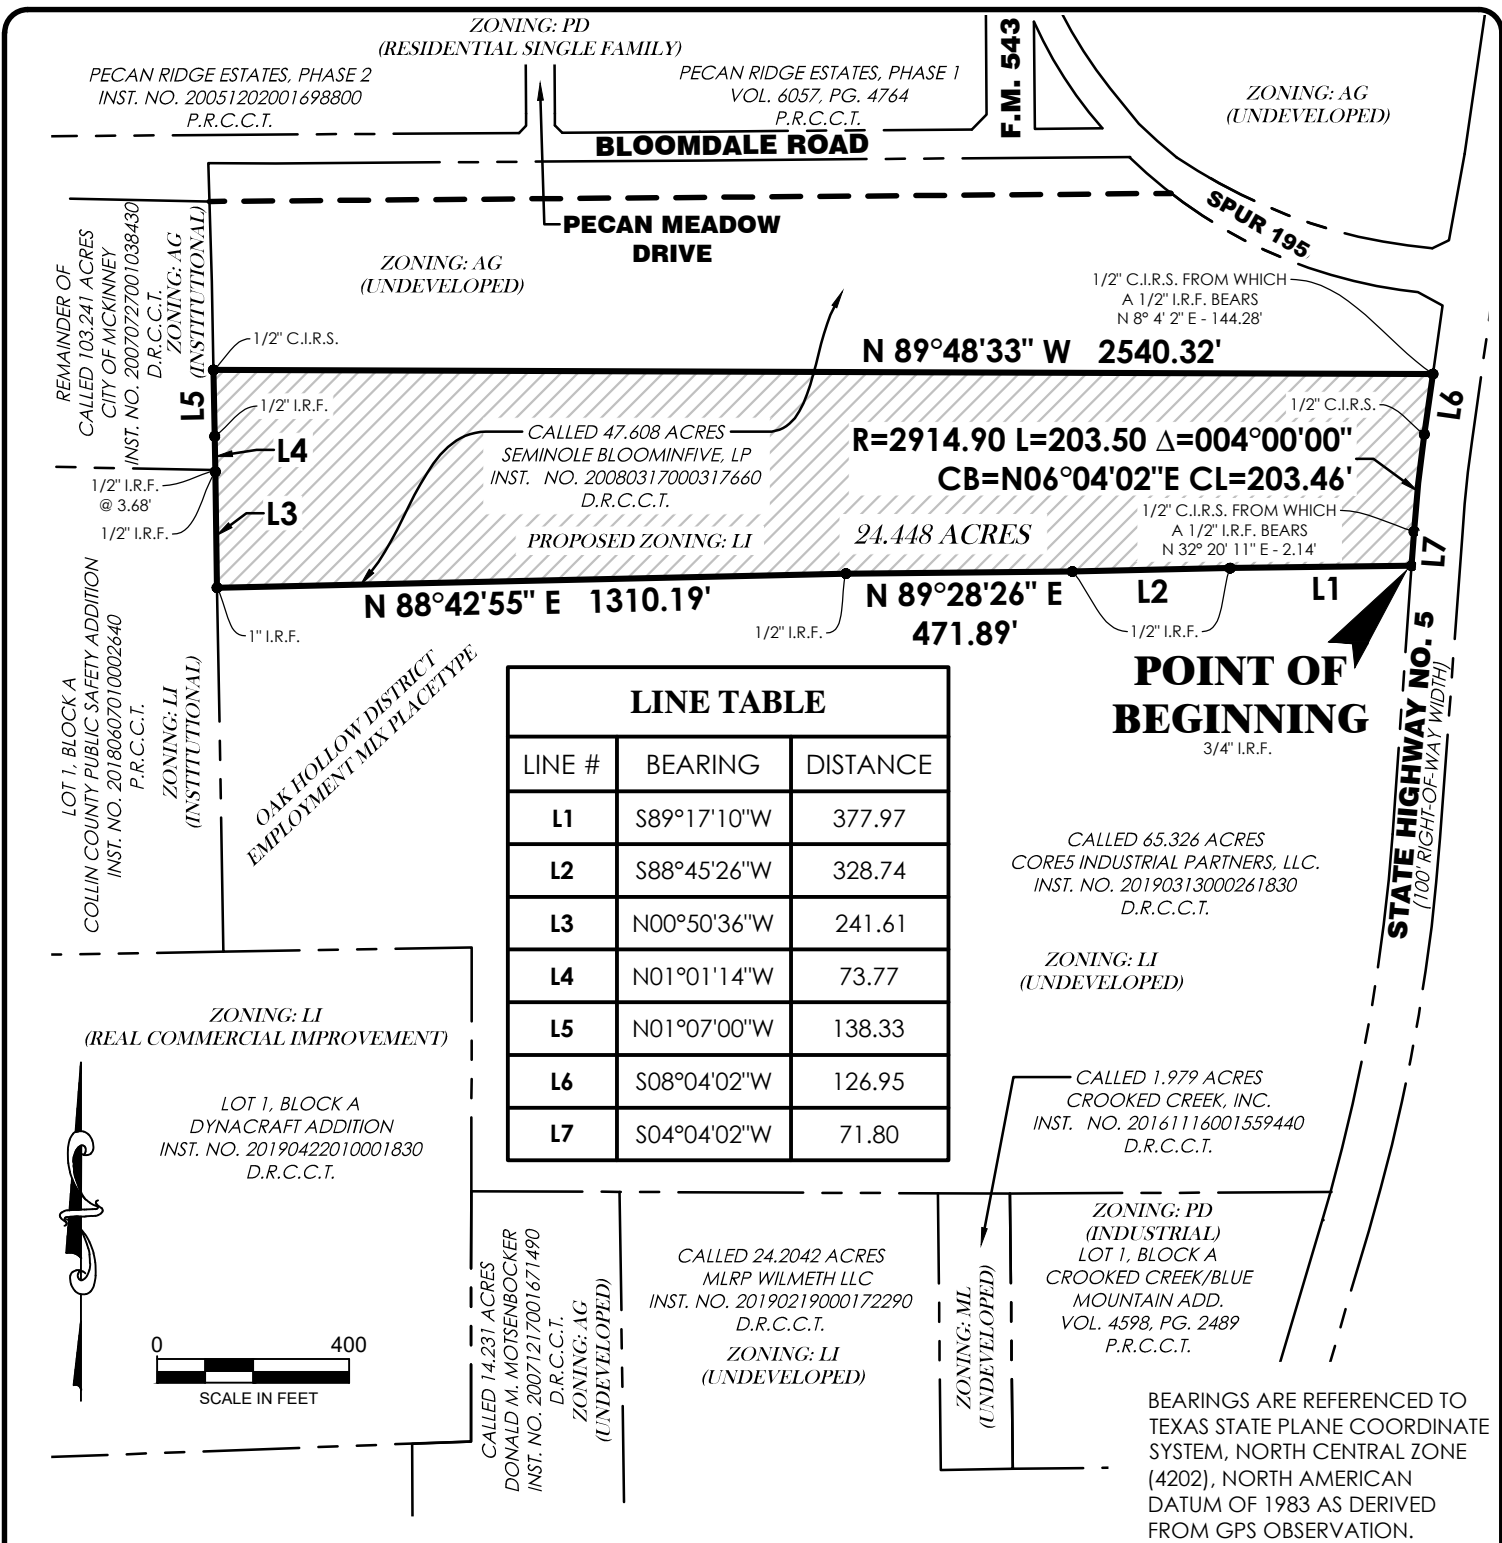 ZONING: PD
(RESIDENTIAL SINGLE FAMILY)
PECAN RIDGE ESTATES, PHASE 2
INST. NO. 20051202001698800
P.R.C.C.T.
PECAN RIDGE ESTATES, PHASE 1
VOL. 6057, PG. 4764
P.R.C.C.T.
F.M. 543
ZONING: AG
(UNDEVELOPED)
BLOOMDALE ROAD
SPUR 195
PECAN MEADOW
DRIVE
ZONING: AG
(UNDEVELOPED)
REMAINDER OF
CALLED 103.241 ACRES
CITY OF MCKINNEY
INST. NO. 20070727001038430
D.R.C.C.T.
ZONING: AG
(INSTITUTIONAL)
1/2" C.I.R.S. FROM WHICH
A 1/2" I.R.F. BEARS
N 8° 4' 2" E - 144.28'
1/2" C.I.R.S.
N 89°48'33" W 2540.32'
L5
L6
1/2" I.R.F.
1/2" C.I.R.S.
L4
CALLED 47.608 ACRES
SEMINOLE BLOOMINFIVE, LP
INST. NO. 20080317000317660
D.R.C.C.T.
R=2914.90 L=203.50 Δ=004°00'00"
CB=N06°04'02"E CL=203.46'
1/2" I.R.F.
@ 3.68'
L3
1/2" I.R.F.
1/2" C.I.R.S. FROM WHICH
A 1/2" I.R.F. BEARS
N 32° 20' 11" E - 2.14'
PROPOSED ZONING: LI
24.448 ACRES
L7
N 88°42'55" E 1310.19'
N 89°28'26" E
471.89'
L2
L1
1" I.R.F.
1/2" I.R.F.
1/2" I.R.F.
POINT OF
BEGINNING
3/4" I.R.F.
STATE HIGHWAY NO. 5
(100' RIGHT-OF-WAY WIDTH)
LOT 1, BLOCK A
COLLIN COUNTY PUBLIC SAFETY ADDITION
INST. NO. 20180607010002640
P.R.C.C.T.
ZONING: LI
(INSTITUTIONAL)
OAK HOLLOW DISTRICT
EMPLOYMENT MIX PLACETYPE
LINE TABLE
LINE # BEARING DISTANCE
L1 S89°17'10"W 377.97
L2 S88°45'26"W 328.74
L3 N00°50'36"W 241.61
L4 N01°01'14"W 73.77
L5 N01°07'00"W 138.33
L6 S08°04'02"W 126.95
L7 S04°04'02"W 71.80
CALLED 65.326 ACRES
CORE5 INDUSTRIAL PARTNERS, LLC.
INST. NO. 20190313000261830
D.R.C.C.T.
ZONING: LI
(UNDEVELOPED)
ZONING: LI
(REAL COMMERCIAL IMPROVEMENT)
LOT 1, BLOCK A
DYNACRAFT ADDITION
INST. NO. 20190422010001830
D.R.C.C.T.
CALLED 1.979 ACRES
CROOKED CREEK, INC.
INST. NO. 20161116001559440
D.R.C.C.T.
0 400
SCALE IN FEET
CALLED 14.231 ACRES
DONALD M. MOTSENBOCKER
INST. NO. 20071217001671490
D.R.C.C.T.
ZONING: AG
(UNDEVELOPED)
CALLED 24.2042 ACRES
MLRP WILMETH LLC
INST. NO. 20190219000172290
D.R.C.C.T.
ZONING: LI
(UNDEVELOPED)
ZONING: ML
(UNDEVELOPED)
ZONING: PD
(INDUSTRIAL)
LOT 1, BLOCK A
CROOKED CREEK/BLUE
MOUNTAIN ADD.
VOL. 4598, PG. 2489
P.R.C.C.T.
BEARINGS ARE REFERENCED TO
TEXAS STATE PLANE COORDINATE
SYSTEM, NORTH CENTRAL ZONE
(4202), NORTH AMERICAN
DATUM OF 1983 AS DERIVED
FROM GPS OBSERVATION.